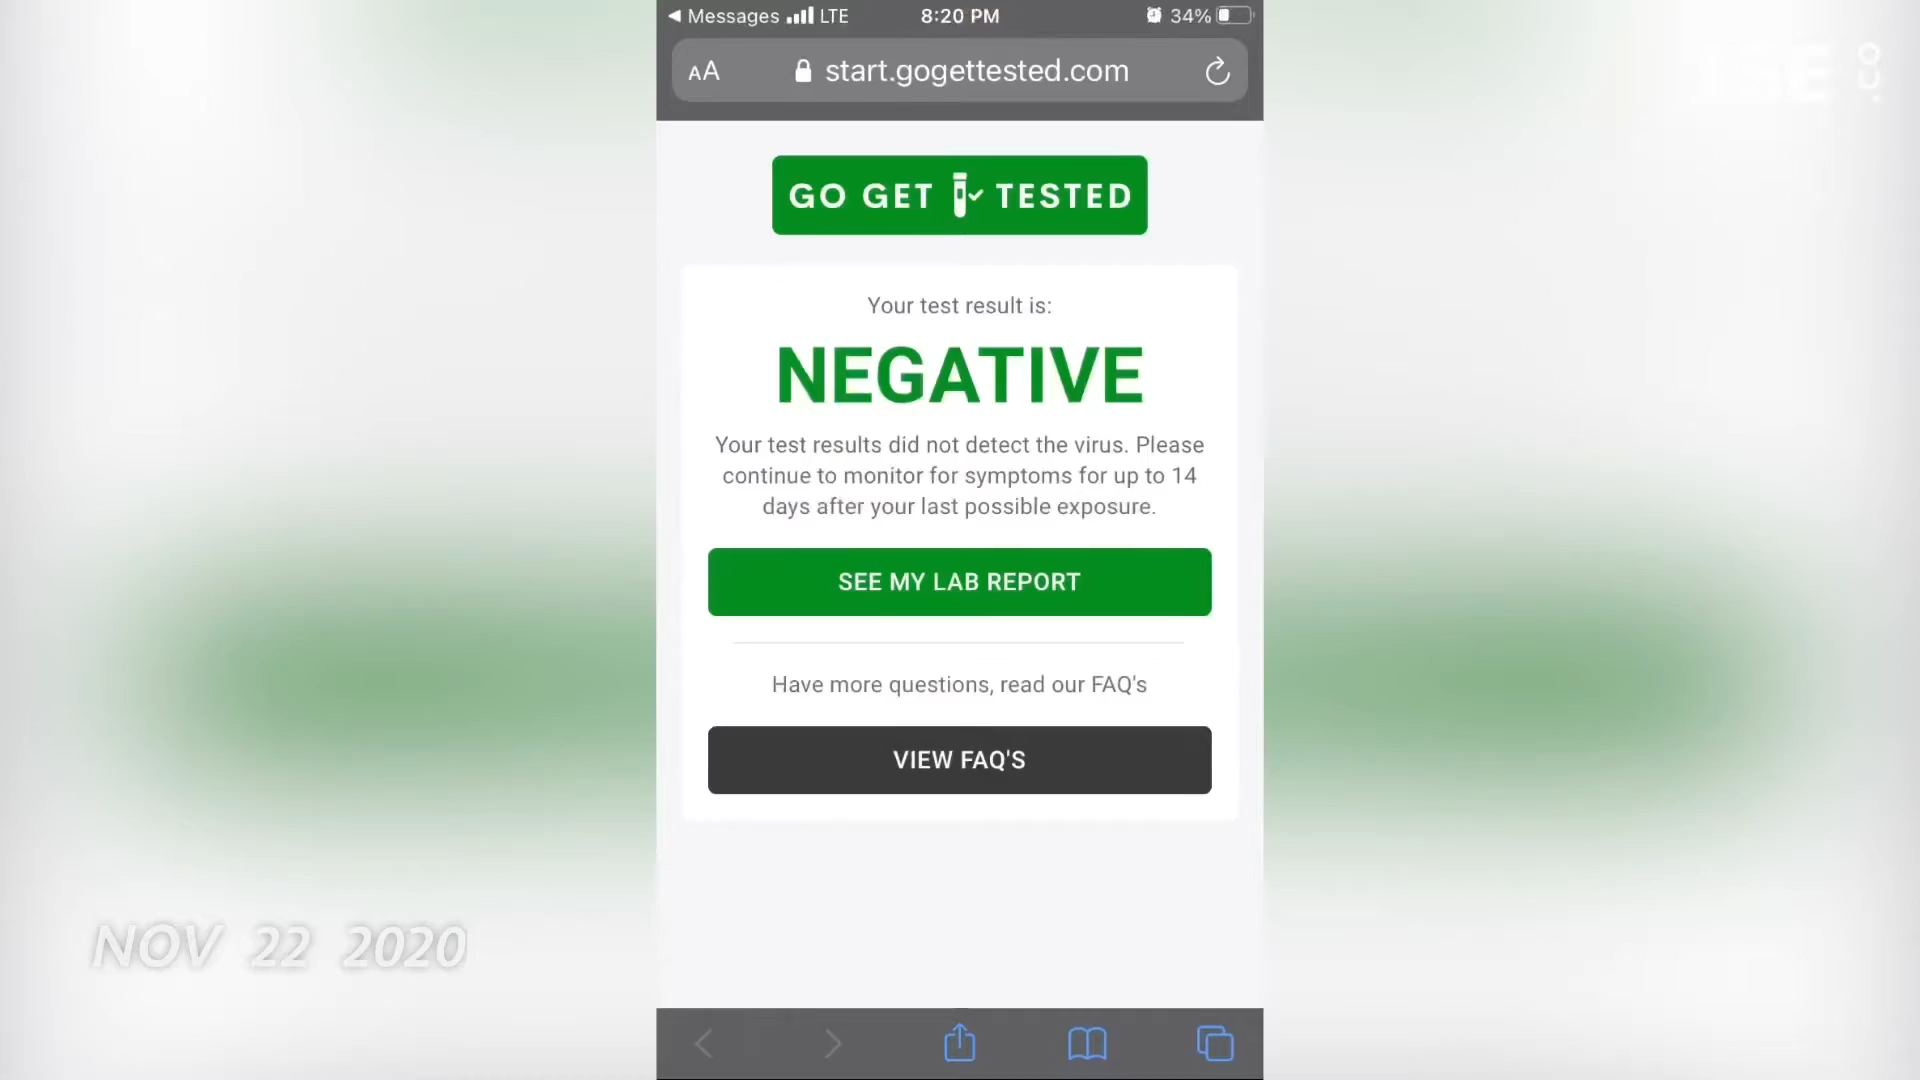 Messages LTE 8:20 PM 34%
AA start.gogettested.com
GO GET TESTED
Your test result is:
NEGATIVE
Your test results did not detect the virus. Please
continue to monitor for symptoms for up to 14
days after your last possible exposure.
SEE MY LAB REPORT
Have more questions, read our FAQ's
VIEW FAQ'S
NOV 22 2020